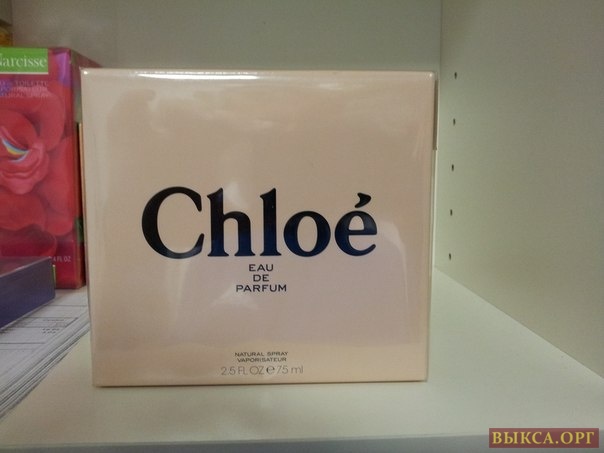 Narcisse
Chloé
EAU
DE
PARFUM
NATURAL SPRAY
VAPORISATEUR
2.5 FL.OZ ℮ 75 ml
ВЫКСА.ОРГ